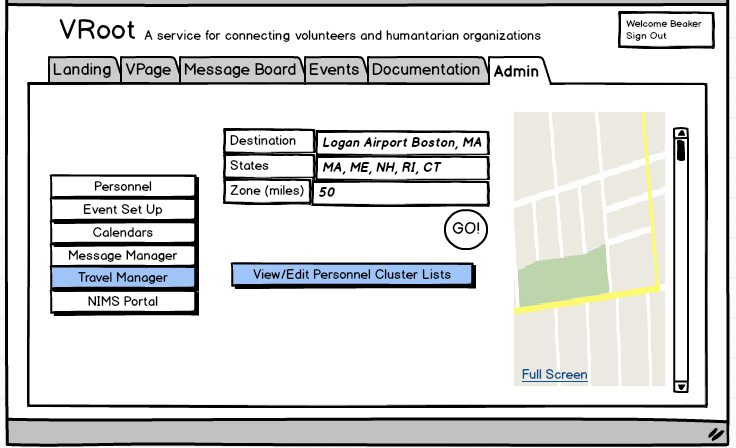 VRoot A service for connecting volunteers and humantarian organizations
Welcome Beaker
Sign Out
Landing VPage Message Board Events Documentation Admin
Destination Logan Airport Boston, MA
States MA, ME, NH, RI, CT
Zone (miles) 50
GO!
Personnel
Event Set Up
Calendars
Message Manager
Travel Manager
NIMS Portal
View/Edit Personnel Cluster Lists
Full Screen